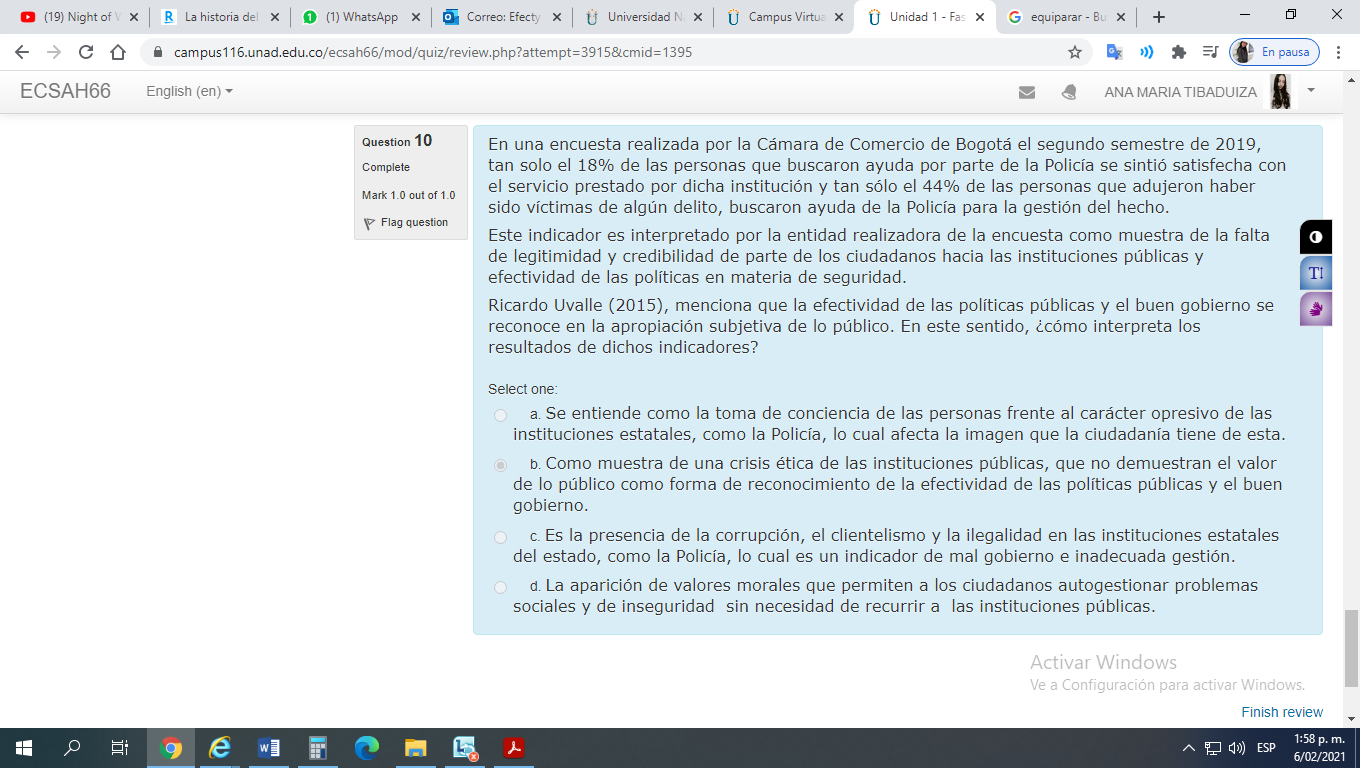 (19) Night of W
La historia del
(1) WhatsApp
Correo: Efecty
Universidad Na
Campus Virtua
Unidad 1 - Fas
equiparar - Bu
campus116.unad.edu.co/ecsah66/mod/quiz/review.php?attempt=3915&cmid=1395
En pausa
ECSAH66
English (en)
ANA MARIA TIBADUIZA
Question 10
Complete
Mark 1.0 out of 1.0
Flag question
En una encuesta realizada por la Cámara de Comercio de Bogotá el segundo semestre de 2019,
tan solo el 18% de las personas que buscaron ayuda por parte de la Policía se sintió satisfecha con
el servicio prestado por dicha institución y tan sólo el 44% de las personas que adujeron haber
sido víctimas de algún delito, buscaron ayuda de la Policía para la gestión del hecho.
Este indicador es interpretado por la entidad realizadora de la encuesta como muestra de la falta
de legitimidad y credibilidad de parte de los ciudadanos hacia las instituciones públicas y
efectividad de las políticas en materia de seguridad.
Ricardo Uvalle (2015), menciona que la efectividad de las políticas públicas y el buen gobierno se
reconoce en la apropiación subjetiva de lo público. En este sentido, ¿cómo interpreta los
resultados de dichos indicadores?
Select one:
a. Se entiende como la toma de conciencia de las personas frente al carácter opresivo de las
instituciones estatales, como la Policía, lo cual afecta la imagen que la ciudadanía tiene de esta.
b. Como muestra de una crisis ética de las instituciones públicas, que no demuestran el valor
de lo público como forma de reconocimiento de la efectividad de las políticas públicas y el buen
gobierno.
c. Es la presencia de la corrupción, el clientelismo y la ilegalidad en las instituciones estatales
del estado, como la Policía, lo cual es un indicador de mal gobierno e inadecuada gestión.
d. La aparición de valores morales que permiten a los ciudadanos autogestionar problemas
sociales y de inseguridad sin necesidad de recurrir a las instituciones públicas.
Activar Windows
Ve a Configuración para activar Windows.
Finish review
ESP
1:58 p. m.
6/02/2021